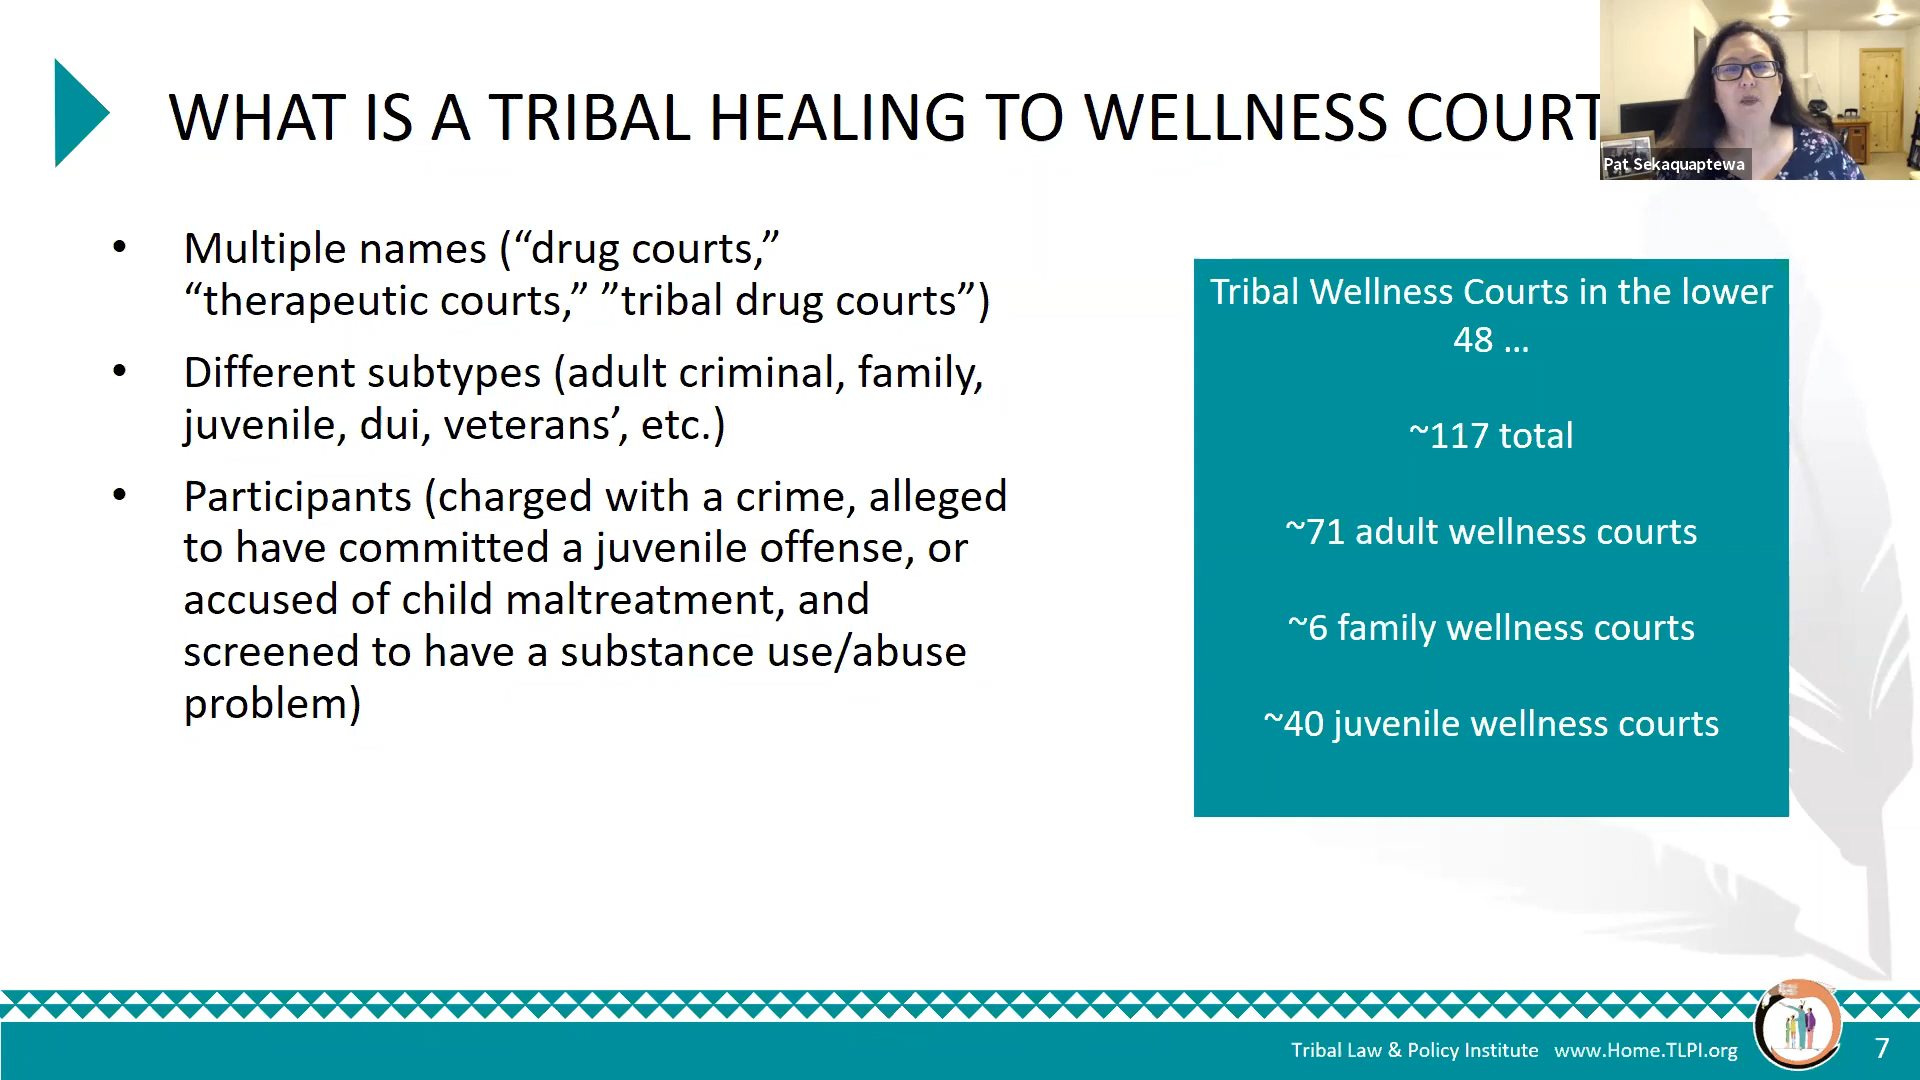 WHAT IS A TRIBAL HEALING TO WELLNESS COURT
Pat Sekaquaptewa
• Multiple names (“drug courts,”
“therapeutic courts,” ”tribal drug courts”)
• Different subtypes (adult criminal, family,
juvenile, dui, veterans’, etc.)
• Participants (charged with a crime, alleged
to have committed a juvenile offense, or
accused of child maltreatment, and
screened to have a substance use/abuse
problem)
Tribal Wellness Courts in the lower
48 …
~117 total
~71 adult wellness courts
~6 family wellness courts
~40 juvenile wellness courts
Tribal Law & Policy Institute www.Home.TLPI.org
7